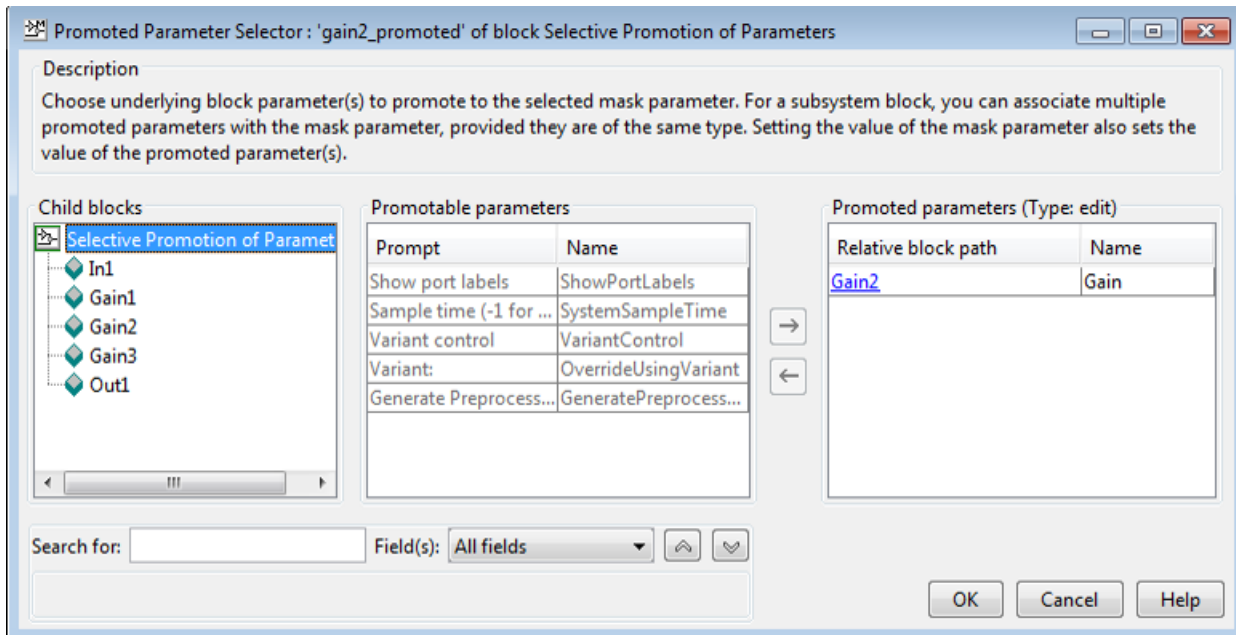 Promoted Parameter Selector : 'gain2_promoted' of block Selective Promotion of Parameters
Description
Choose underlying block parameter(s) to promote to the selected mask parameter. For a subsystem block, you can associate multiple
promoted parameters with the mask parameter, provided they are of the same type. Setting the value of the mask parameter also sets the
value of the promoted parameter(s).
Child blocks
Selective Promotion of Paramet
In1
Gain1
Gain2
Gain3
Out1
Promotable parameters
Prompt Name
Show port labels ShowPortLabels
Sample time (-1 for ... SystemSampleTime
Variant control VariantControl
Variant: OverrideUsingVariant
Generate Preprocess... GeneratePreprocess...
Promoted parameters (Type: edit)
Relative block path Name
Gain2 Gain
Search for: Field(s): All fields
OK Cancel Help